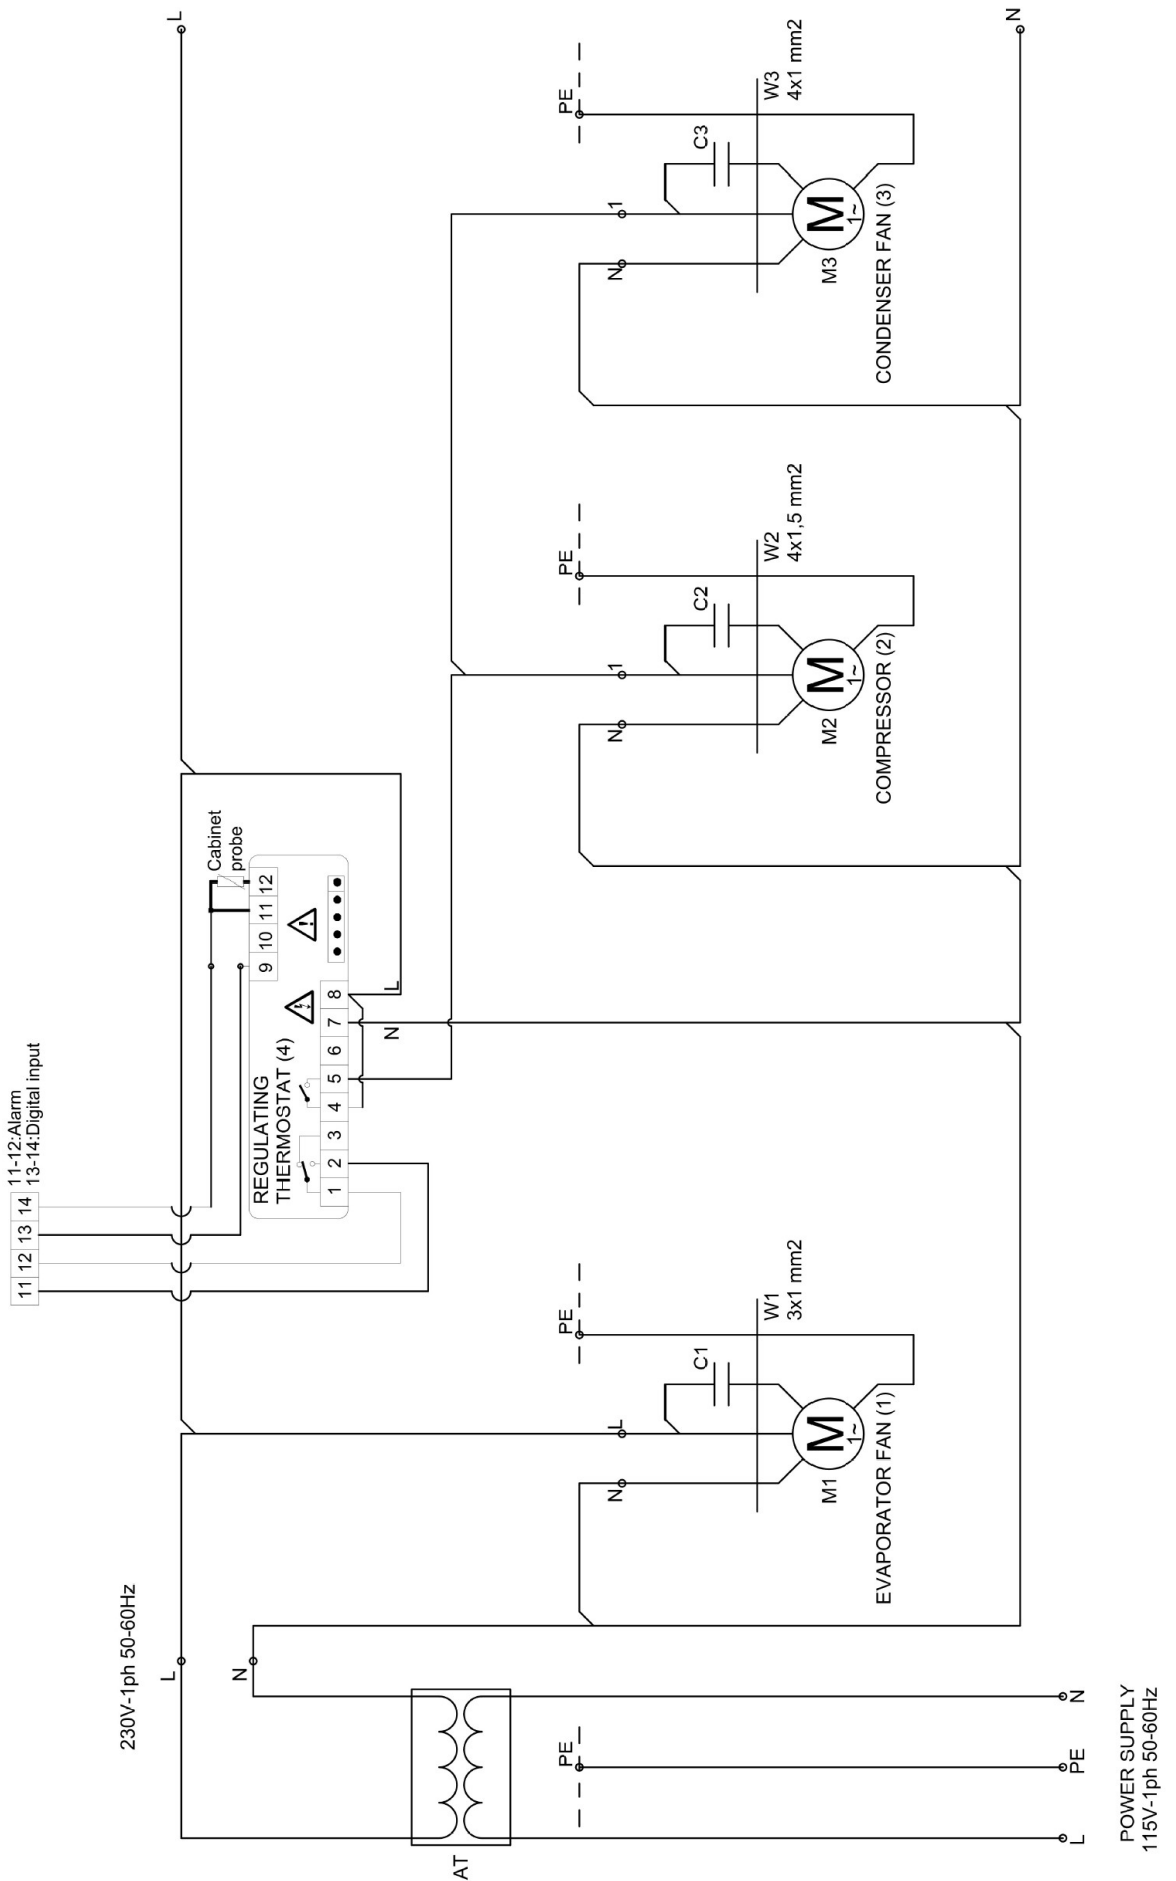 POWER SUPPLY
115V-1ph 50-60Hz
L
PE
N
PE
AT
230V-1ph 50-60Hz
L
N
EVAPORATOR FAN (1)
M1
M
1~
N
L
C1
PE
W1
3x1 mm2
11 12 13 14
11-12:Alarm
13-14:Digital input
REGULATING
THERMOSTAT (4)
1 2 3 4 5 6 7 8
9 10 11 12
N
L
Cabinet
probe
COMPRESSOR (2)
M2
M
1~
N
1
C2
PE
W2
4x1,5 mm2
CONDENSER FAN (3)
M3
M
1~
N
1
C3
PE
W3
4x1 mm2
L
N